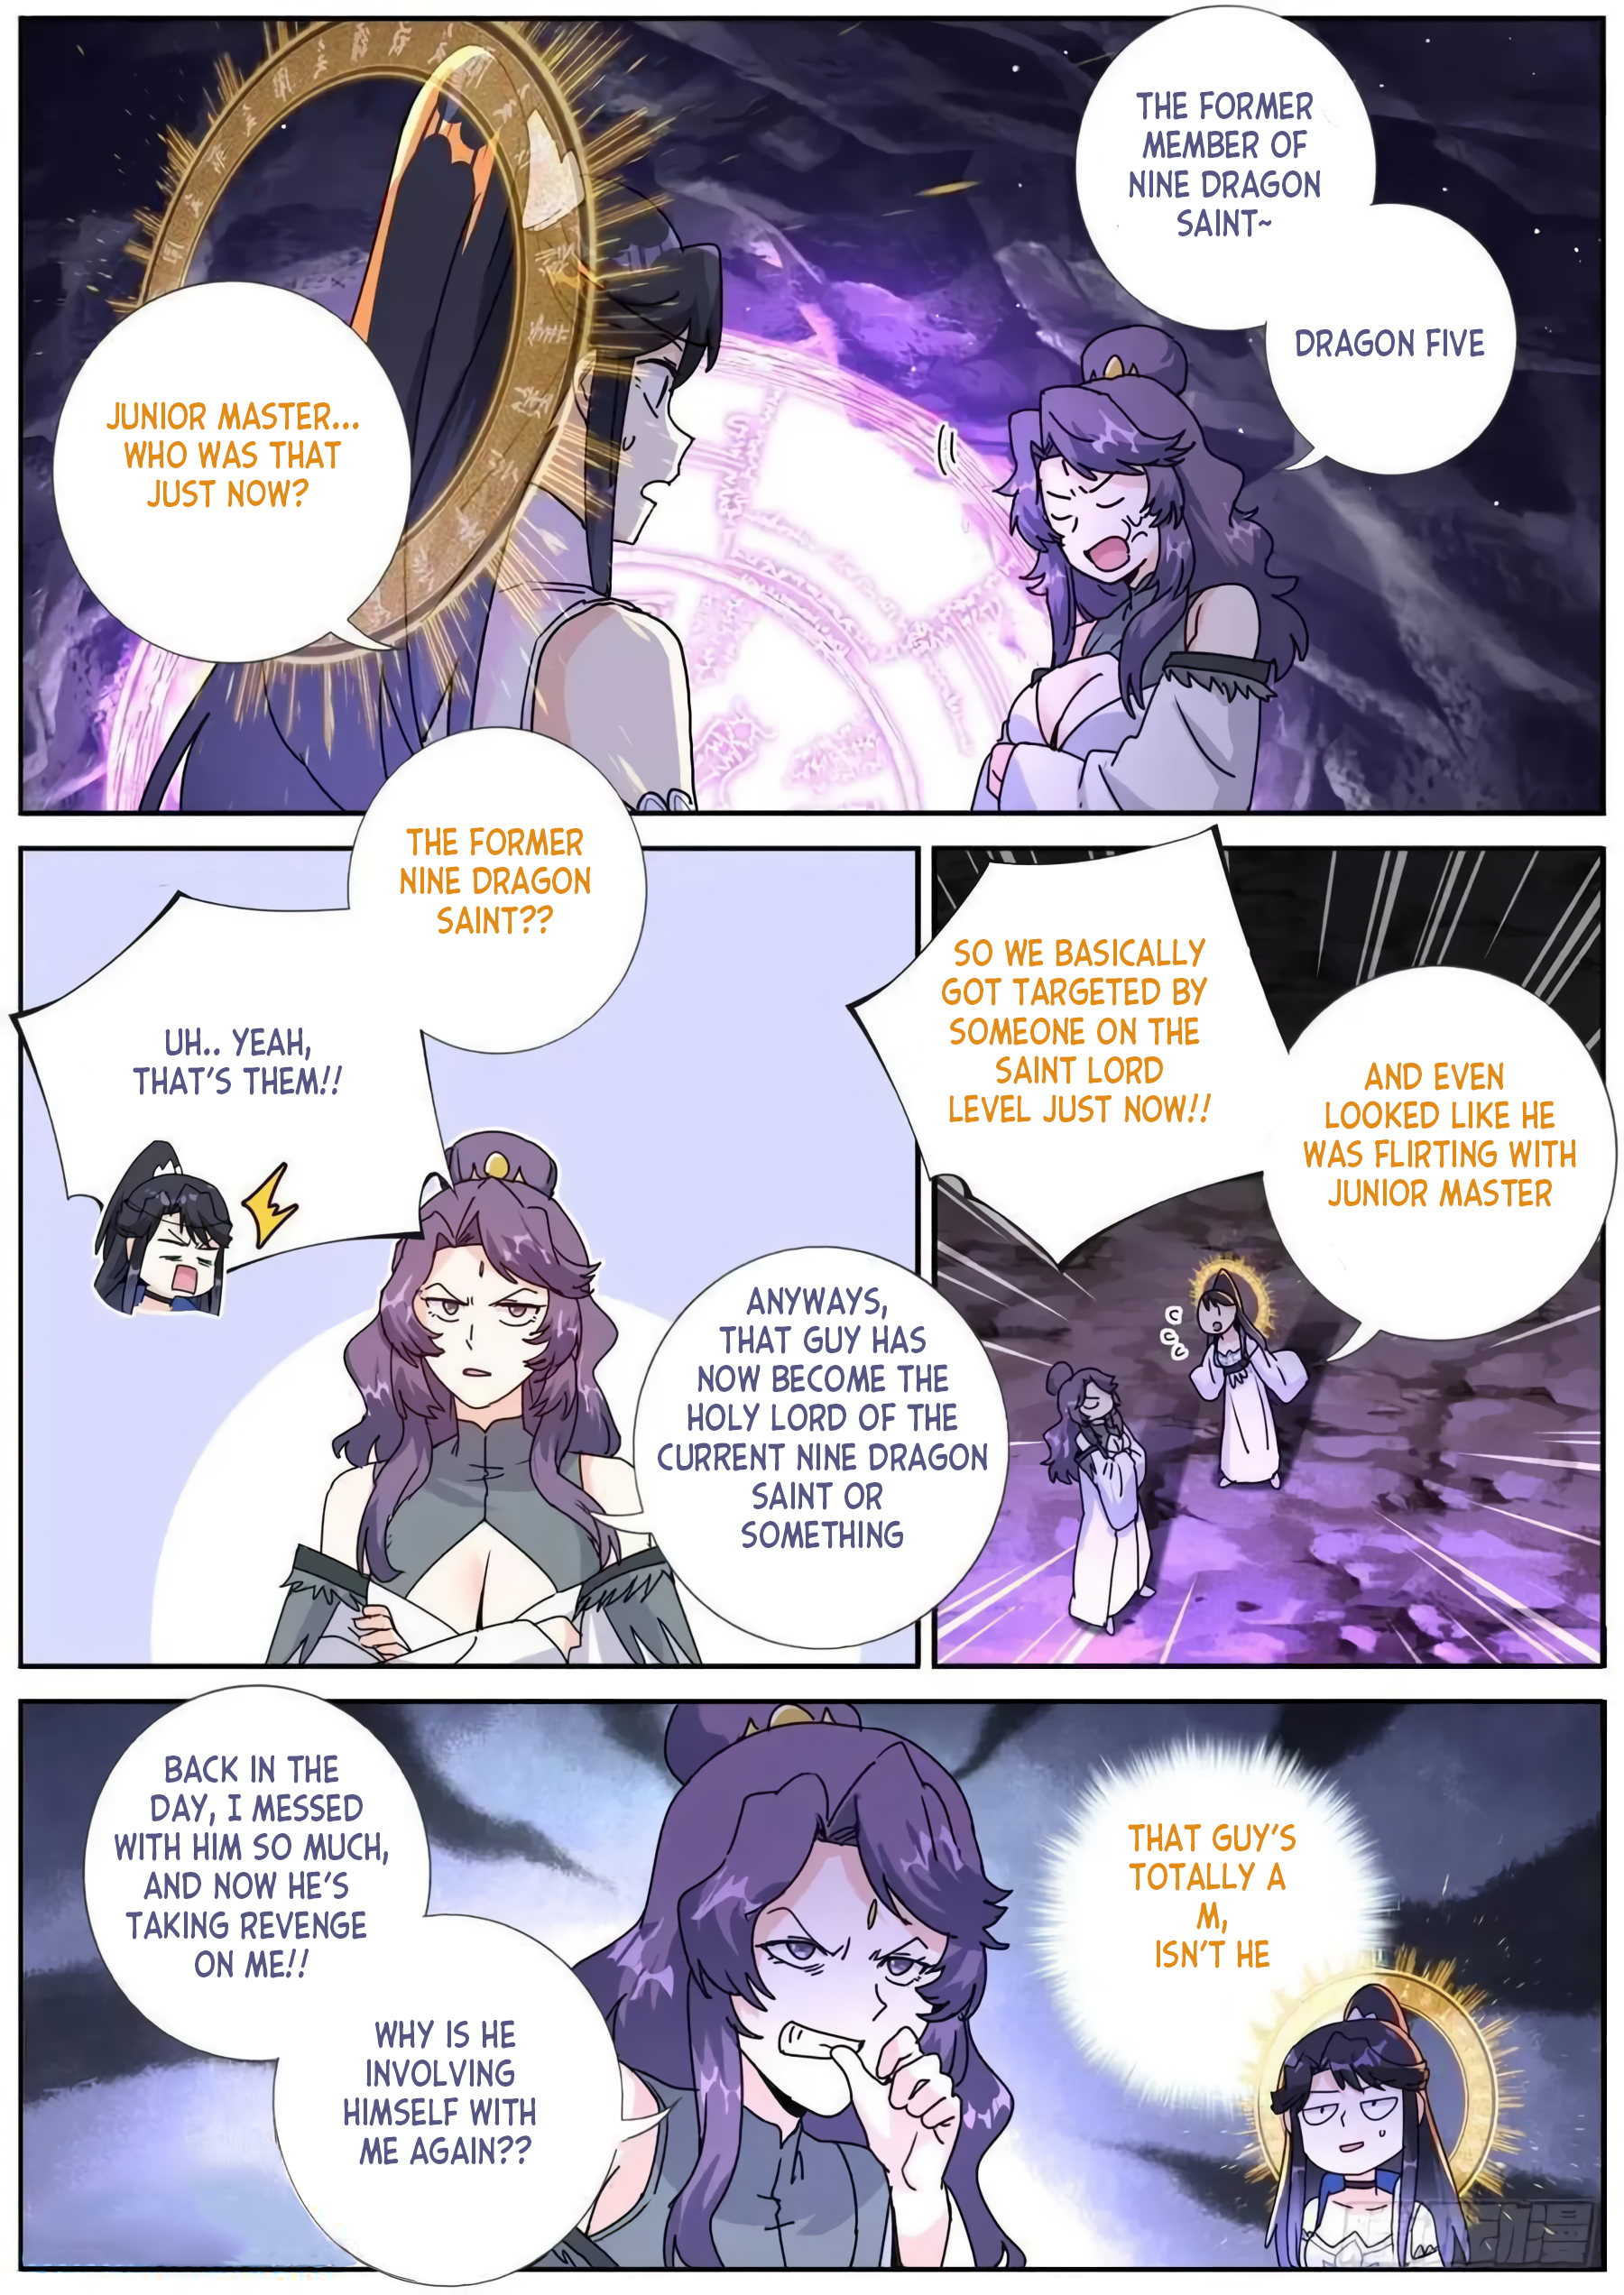 THE FORMER
MEMBER OF
NINE DRAGON
SAINT~
DRAGON FIVE
JUNIOR MASTER...
WHO WAS THAT
JUST NOW?
THE FORMER
NINE DRAGON
SAINT??
UH.. YEAH,
THAT'S THEM!!
ANYWAYS,
THAT GUY HAS
NOW BECOME THE
HOLY LORD OF THE
CURRENT NINE DRAGON
SAINT OR
SOMETHING
SO WE BASICALLY
GOT TARGETED BY
SOMEONE ON THE
SAINT LORD
LEVEL JUST NOW!!
AND EVEN
LOOKED LIKE HE
WAS FLIRTING WITH
JUNIOR MASTER
BACK IN THE
DAY, I MESSED
WITH HIM SO MUCH,
AND NOW HE'S
TAKING REVENGE
ON ME!!
WHY IS HE
INVOLVING
HIMSELF WITH
ME AGAIN??
THAT GUY'S
TOTALLY A
M,
ISN'T HE